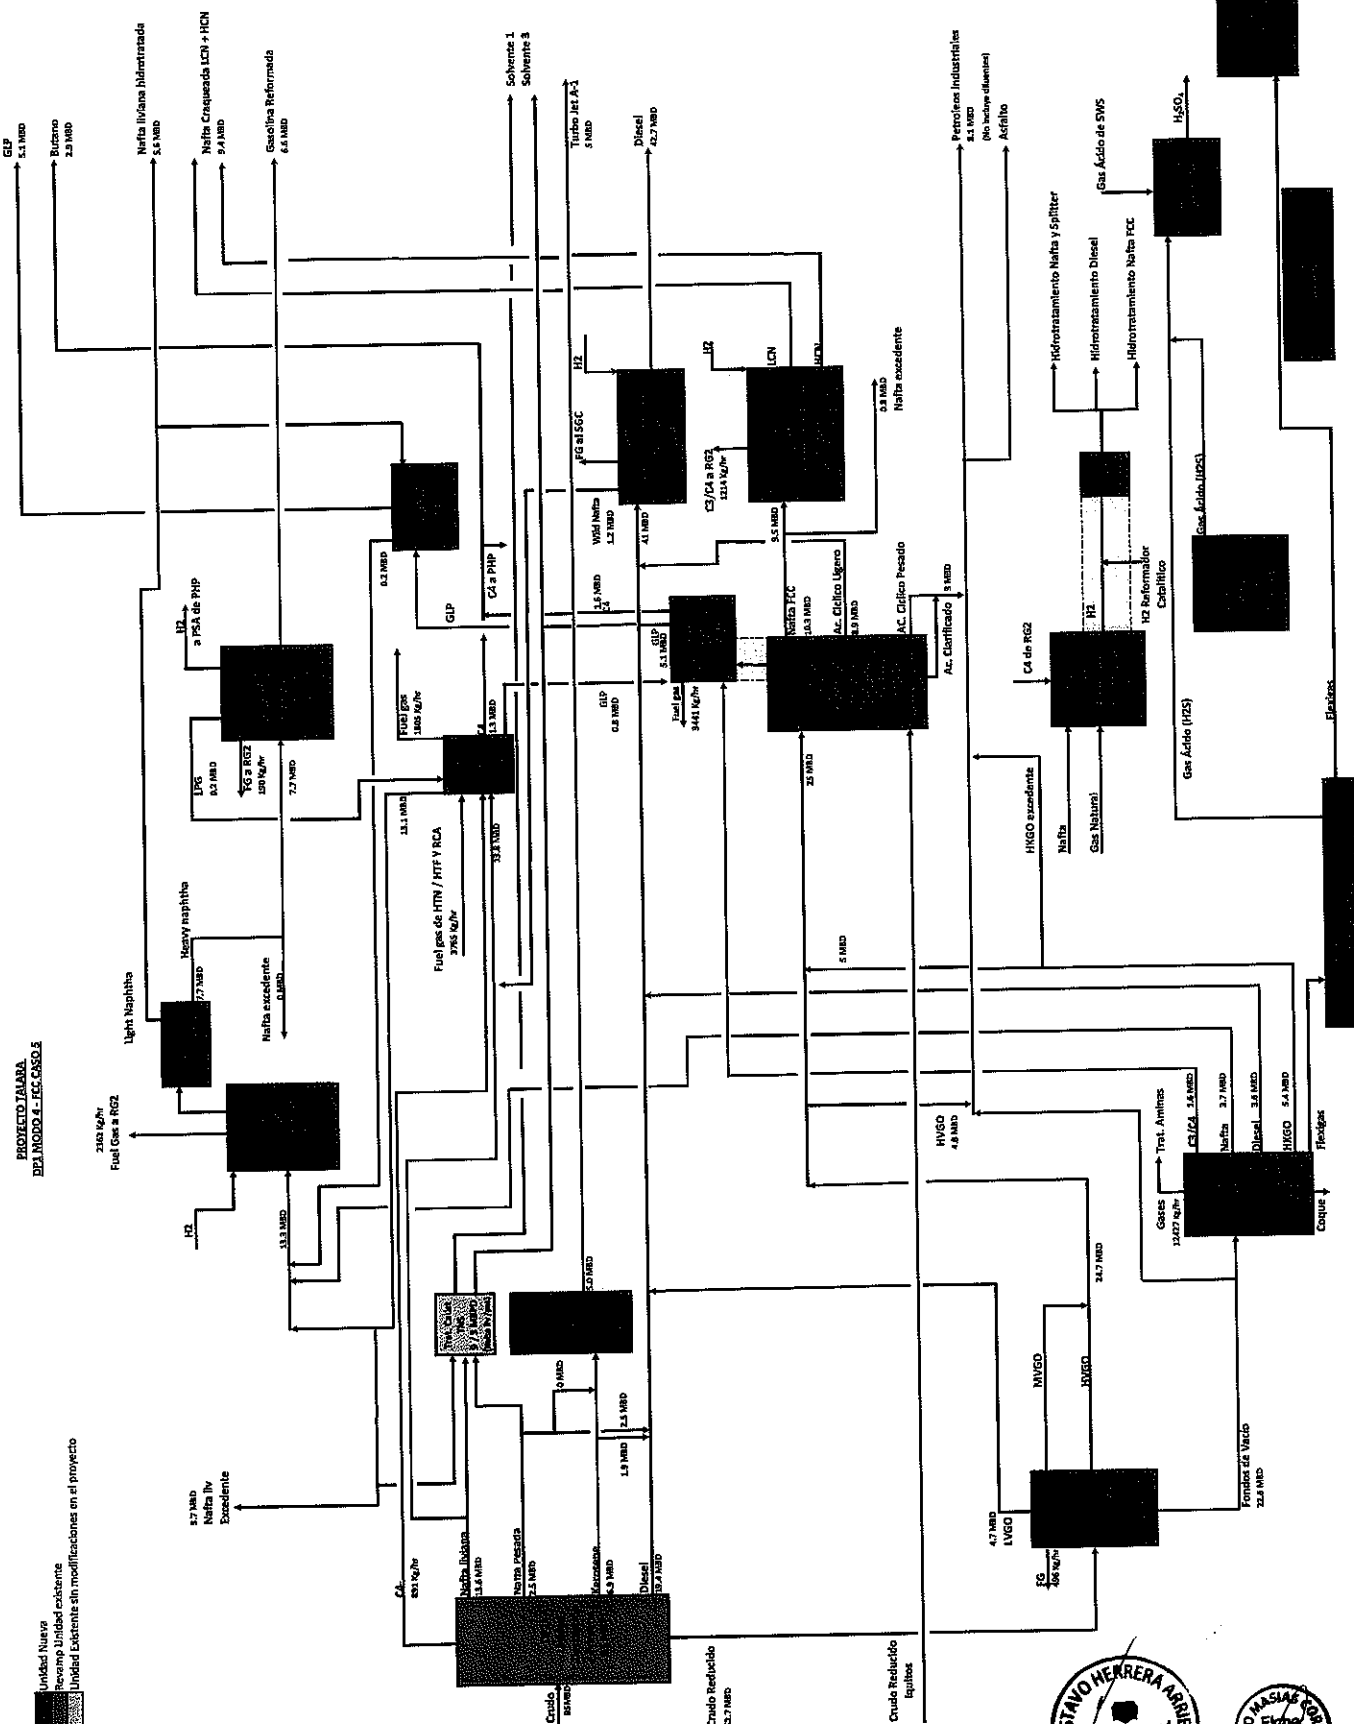 PROYECTO TALARA
DP1 MODO 4 - FCC CASO 5
Unidad Nueva
Revamp Unidad existente
Unidad Existente sin modificaciones en el proyecto
GLP
5.1 MBD
Butano
2.9 MBD
Nafta liviana hidrotratada
5.6 MBD
Nafta Craqueada LCN + HCN
9.4 MBD
Gasolina Reformada
6.6 MBD
Solvente 1
Solvente 3
Turbo Jet A-1
5 MBD
Diesel
42.7 MBD
Petroleos Industriales
8.1 MBD
(No incluye diluentes)
Asfalto
Gas Ácido de SWS
H₂SO₄
Light Naphtha
Heavy naphtha
7.7 MBD
Nafta excedente
0 MBD
2362 Kg/hr
Fuel Gas a RG2
H2
13.3 MBD
H2
a PSA de PHP
LPG
0.2 MBD
FG a RG2
190 Kg/hr
7.7 MBD
0.2 MBD
GLP
C4 a PHP
Fuel gas
1805 Kg/hr
C4
1.3 MBD
13.1 MBD
13.8 MBD
Fuel gas de HTN / HTF Y RCA
3765 Kg/hr
GLP
0.8 MBD
FG al SGC
H2
Wild Nafta
1.2 MBD
41 MBD
C3/C4 a RG2
1214 Kg/hr
H2
LCN
HCN
9.5 MBD
0.8 MBD
Nafta excedente
1.6 MBD
C4
GLP
5.1 MBD
Fuel gas
3441 Kg/hr
Nafta FCC
10.3 MBD
Ac. Ciclico Ligero
3.9 MBD
AC. Ciclico Pesado
3 MBD
Ac. Clarificado
25 MBD
Hidrotratamiento Nafta y Splitter
Hidrotratamiento Diesel
Hidrotratamiento Nafta FCC
H2
H2 Reformador
Catalitico
C4 de RG2
Nafta
Gas Natural
HKGO excedente
Gas Ácido (H2S)
Gas Ácido (H2S)
Flexigas
5 MBD
HVGO
4.8 MBD
Gases
12427 Kg/hr
Trat. Aminas
C3/C4
1.6 MBD
Nafta
3.7 MBD
Diesel
3.6 MBD
HKGO
5.4 MBD
Flexigas
Coque
24.7 MBD
MVGO
HVGO
Fondos de Vacio
22.6 MBD
4.7 MBD
LVGO
FG
406 Kg/hr
5.7 MBD
Nafta liv
Excedente
5.0 MBD
0 MBD
2.5 MBD
1.9 MBD
C4-
891 Kg/hr
Nafta liviana
13.6 MBD
Nafta Pesada
2.5 MBD
Kerosene
6.9 MBD
Diesel
19.4 MBD
Crudo
Crudo Reducido
Crudo Reducido
Iquitos